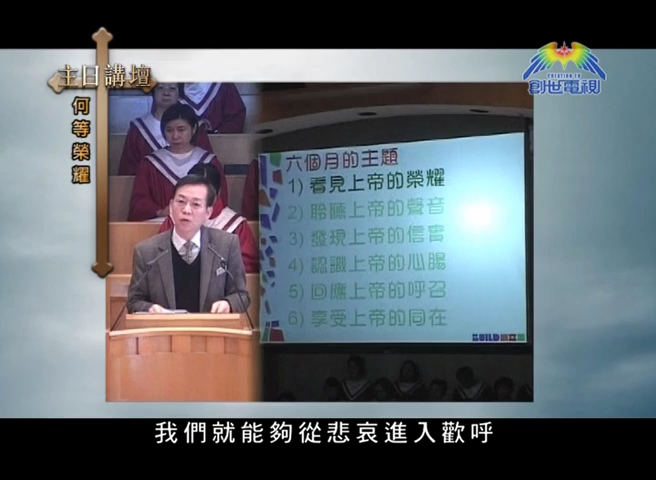 主日講壇
何等榮耀
CREATION TV
創世電視
六個月的主題
1) 看見上帝的榮耀
2) 聆聽上帝的聲音
3) 發現上帝的信實
4) 認識上帝的心腸
5) 回應上帝的呼召
6) 享受上帝的同在
我們就能夠從悲哀進入歡呼